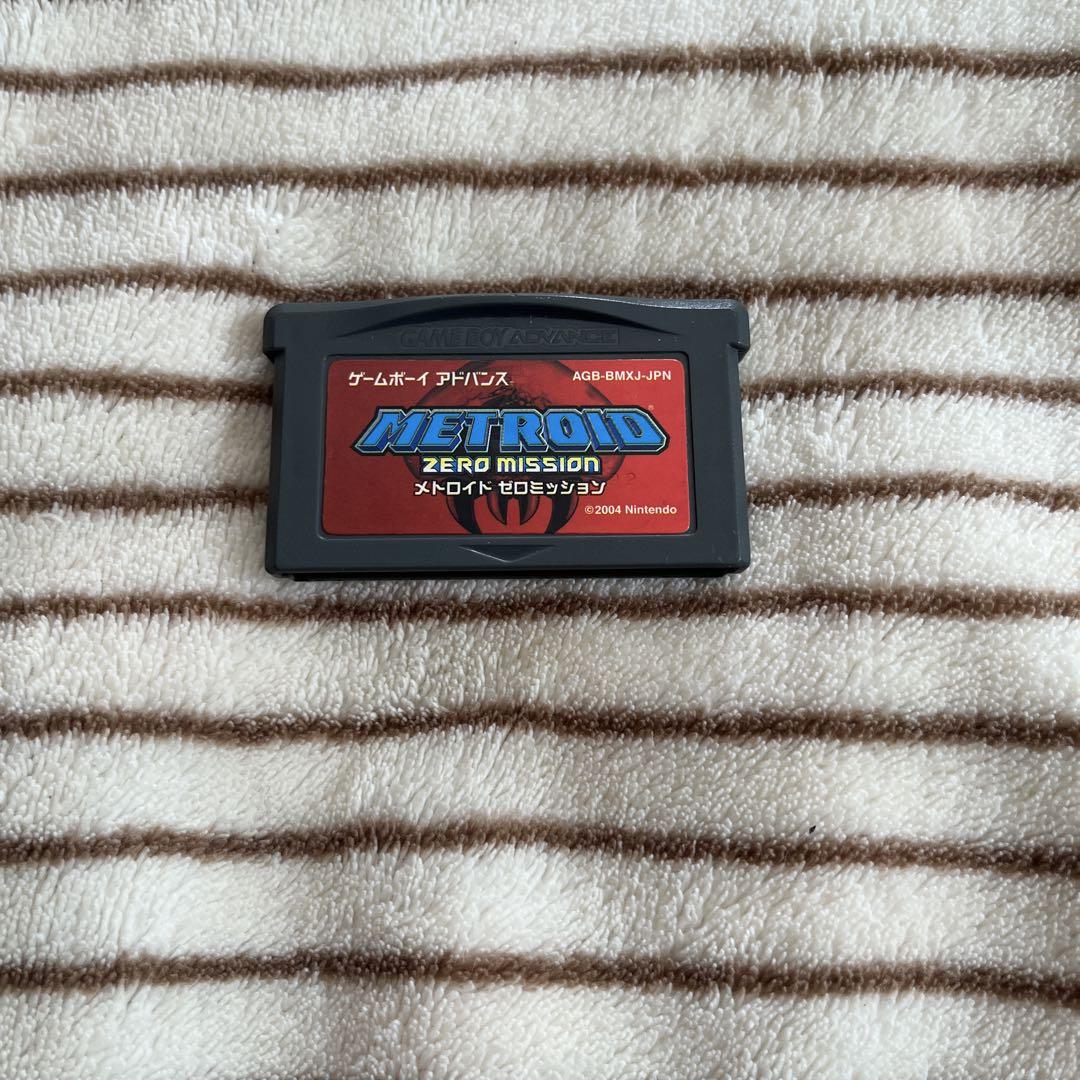 GAME BOY ADVANCE
ゲームボーイ アドバンス
AGB-BMXJ-JPN
METROID®
ZERO MISSION
メトロイド ゼロミッション
©2004 Nintendo